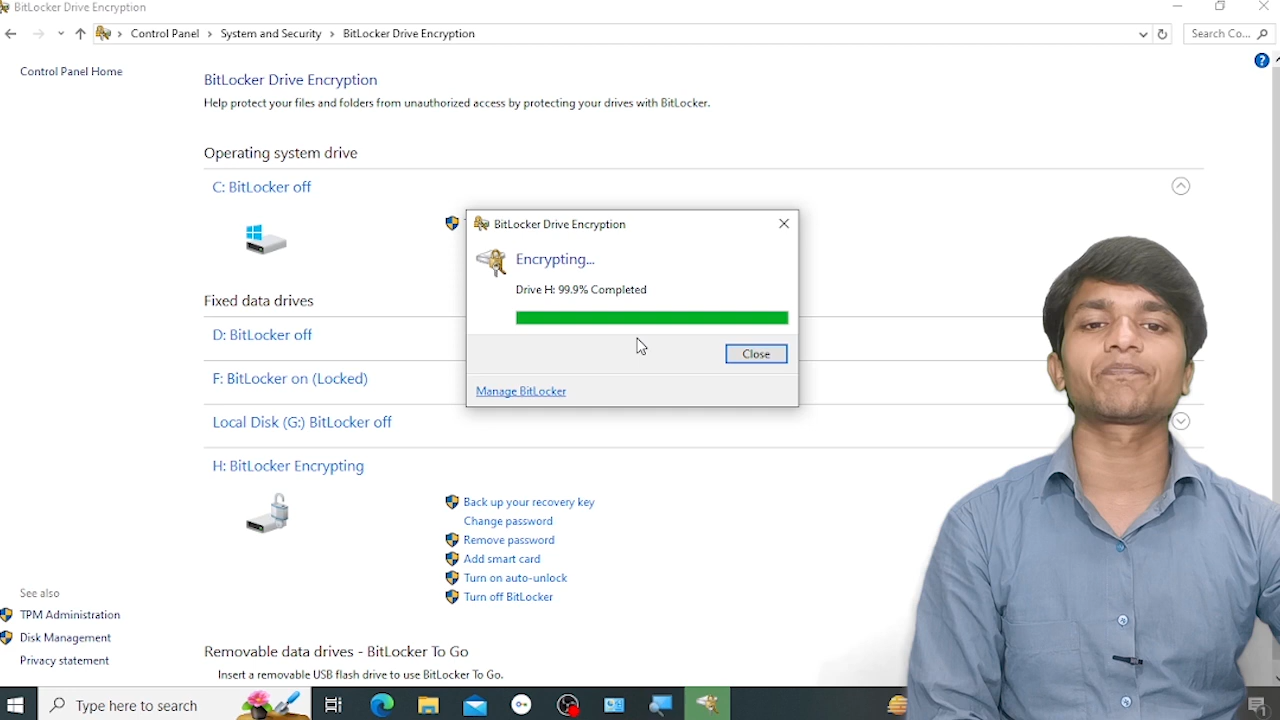 BitLocker Drive Encryption
Control Panel > System and Security > BitLocker Drive Encryption
Search Co...
Control Panel Home
BitLocker Drive Encryption
Help protect your files and folders from unauthorized access by protecting your drives with BitLocker.
Operating system drive
C: BitLocker off
BitLocker Drive Encryption
Encrypting...
Drive H: 99.9% Completed
Close
Manage BitLocker
Fixed data drives
D: BitLocker off
F: BitLocker on (Locked)
Local Disk (G:) BitLocker off
H: BitLocker Encrypting
Back up your recovery key
Change password
Remove password
Add smart card
Turn on auto-unlock
Turn off BitLocker
See also
TPM Administration
Disk Management
Privacy statement
Removable data drives - BitLocker To Go
Insert a removable USB flash drive to use BitLocker To Go.
Type here to search